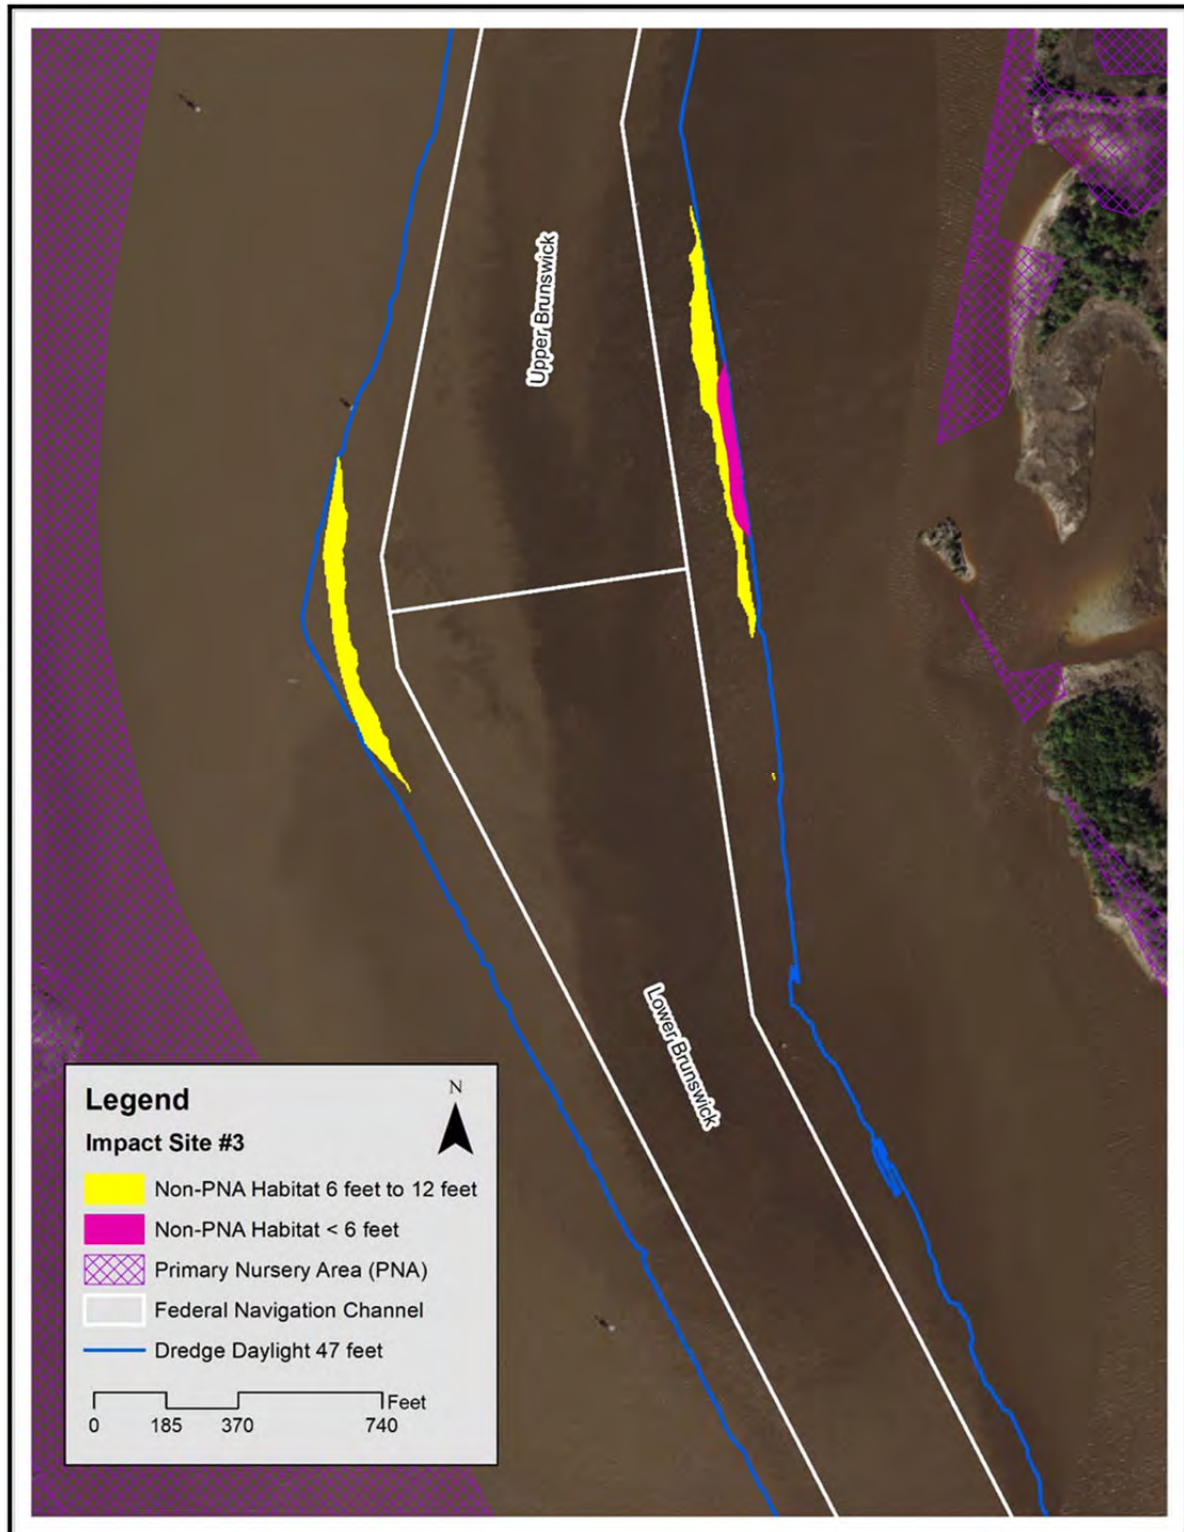 Upper Brunswick
Lower Brunswick
Legend
N
Impact Site #3
Non-PNA Habitat 6 feet to 12 feet
Non-PNA Habitat < 6 feet
Primary Nursery Area (PNA)
Federal Navigation Channel
Dredge Daylight 47 feet
Feet
0 185 370 740